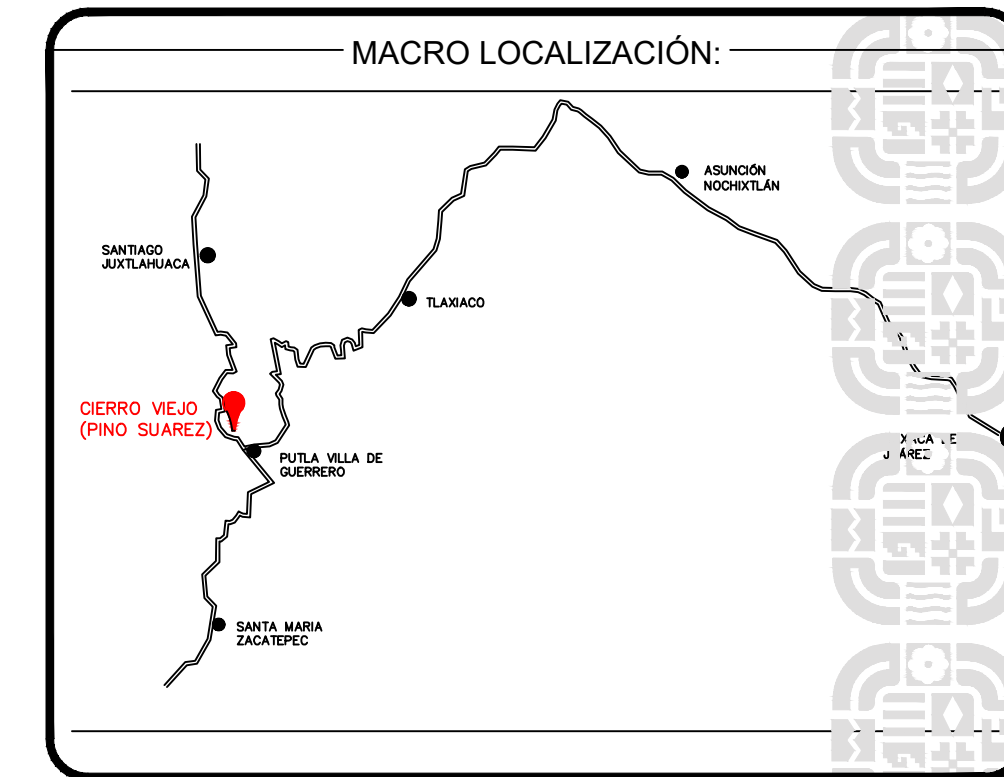 MACRO LOCALIZACIÓN:
ASUNCIÓN
NOCHIXTLÁN
SANTIAGO
JUXTLAHUACA
TLAXIACO
CIERRO VIEJO
(PINO SUAREZ)
PUTLA VILLA DE
GUERRERO
SANTA MARIA
ZACATEPEC